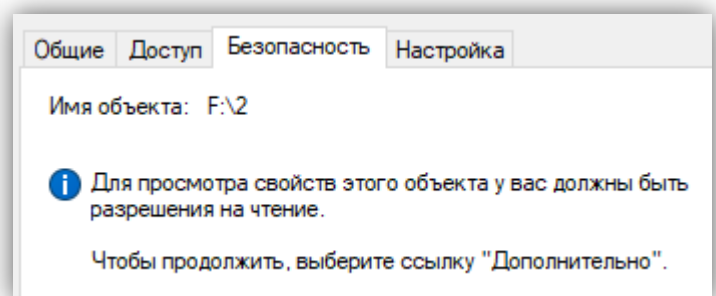 Общие Доступ Безопасность Настройка
Имя объекта: F:\2
Для просмотра свойств этого объекта у вас должны быть
разрешения на чтение.
Чтобы продолжить, выберите ссылку "Дополнительно".